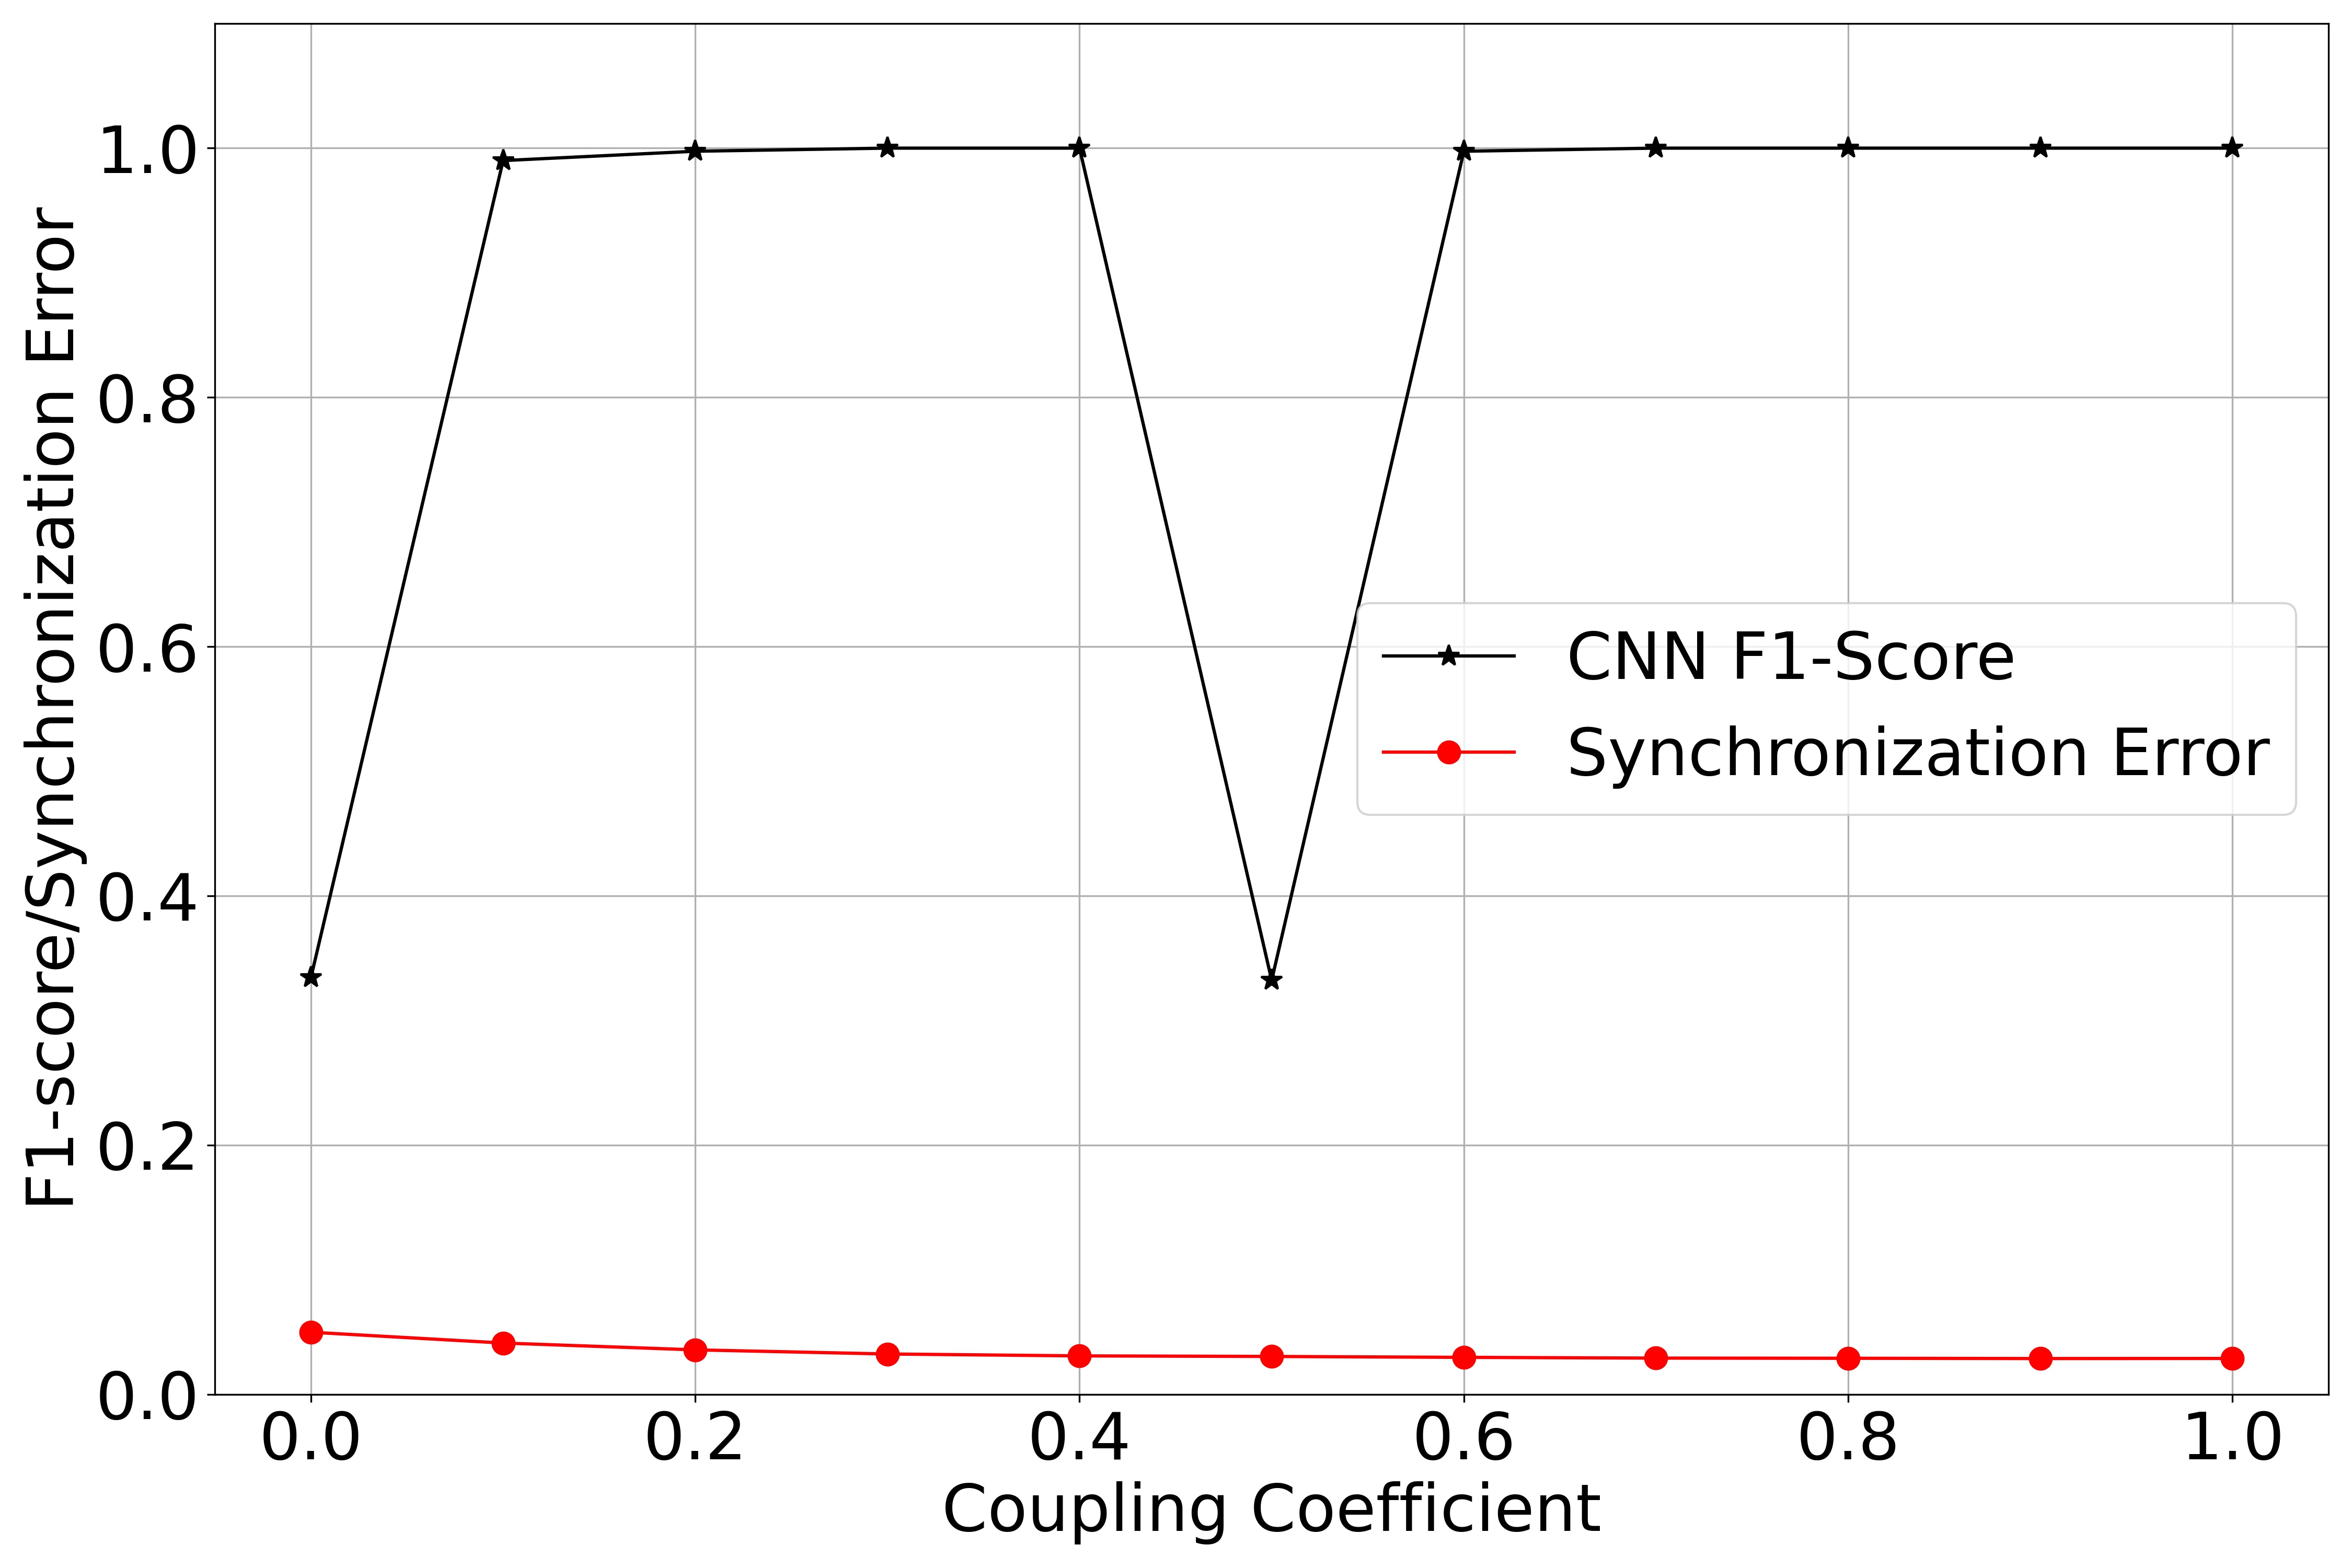 F1-score/Synchronization Error
1.0
0.8
0.6
0.4
0.2
0.0
CNN F1-Score
Synchronization Error
0.0 0.2 0.4 0.6 0.8 1.0
Coupling Coefficient